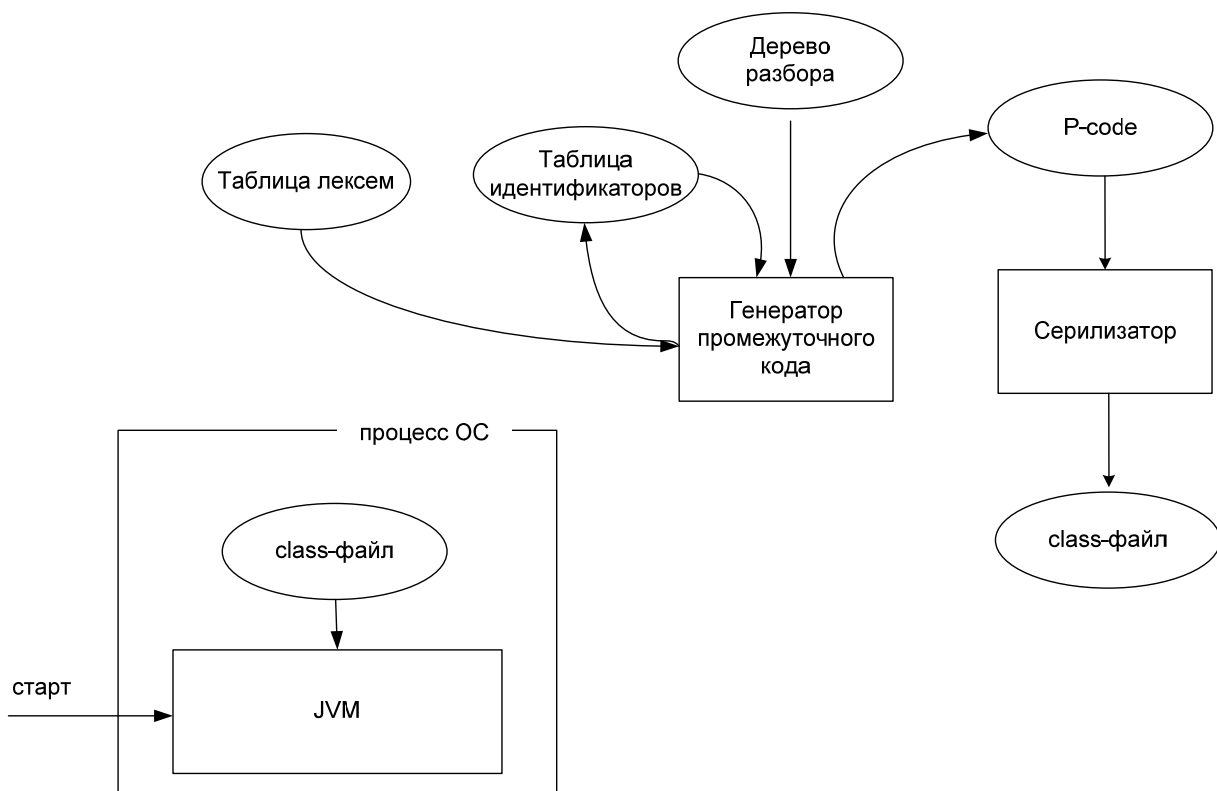 Дерево
разбора
P-code
Таблица
идентификаторов
Таблица лексем
Генератор
промежуточного
кода
Серилизатор
процесс ОС
class-файл
class-файл
старт
JVM